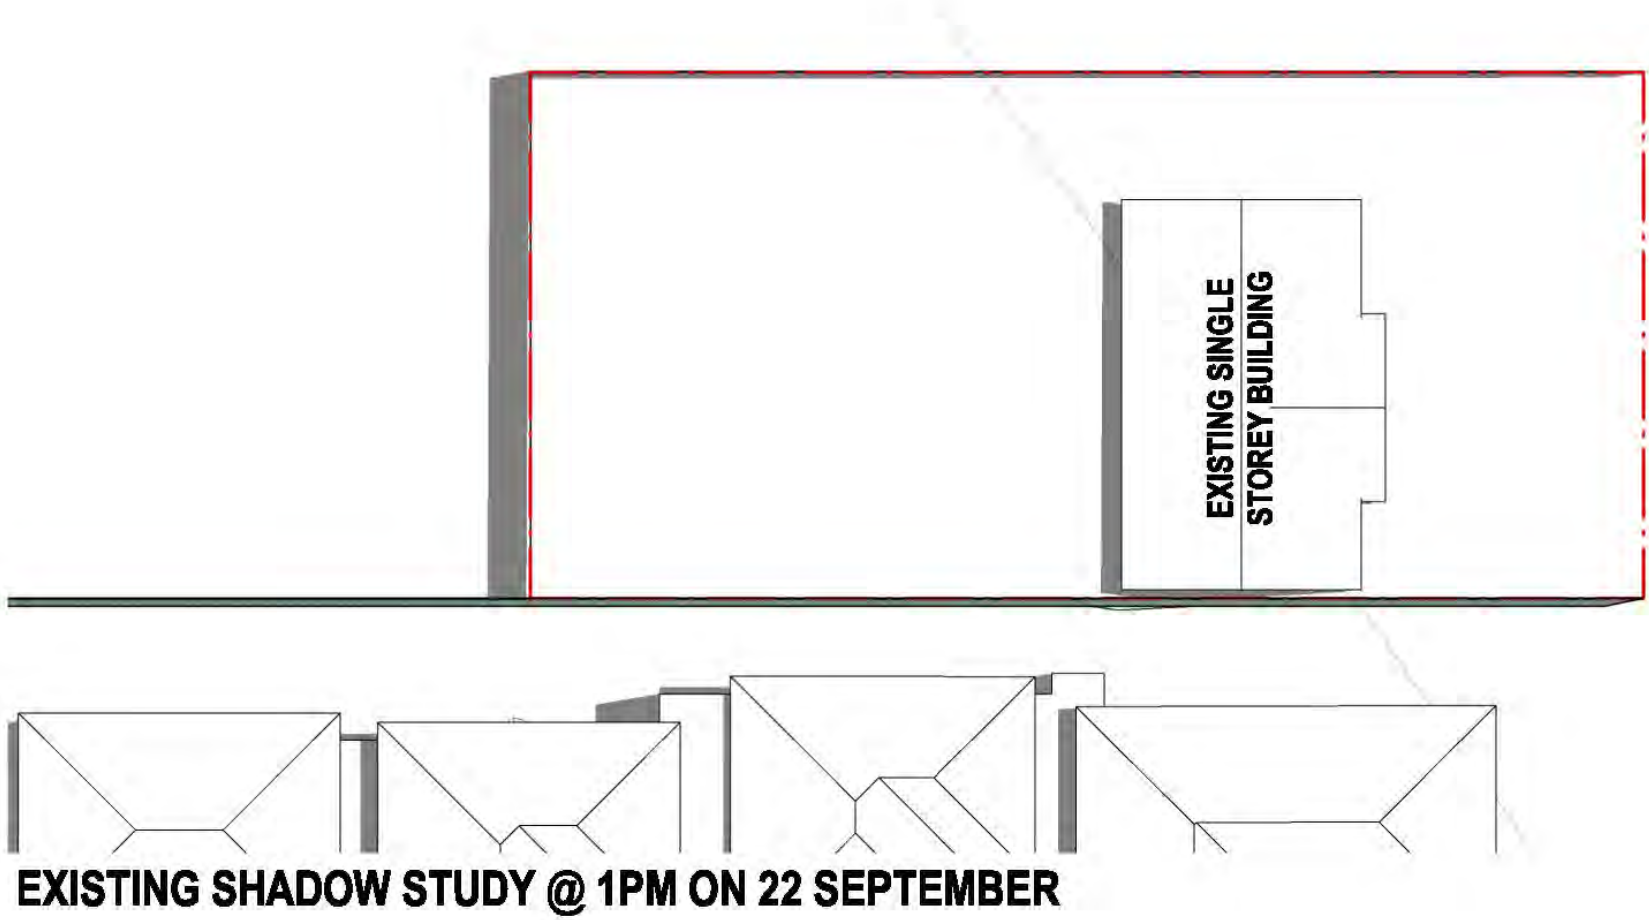 EXISTING SINGLE
STOREY BUILDING
EXISTING SHADOW STUDY @ 1PM ON 22 SEPTEMBER